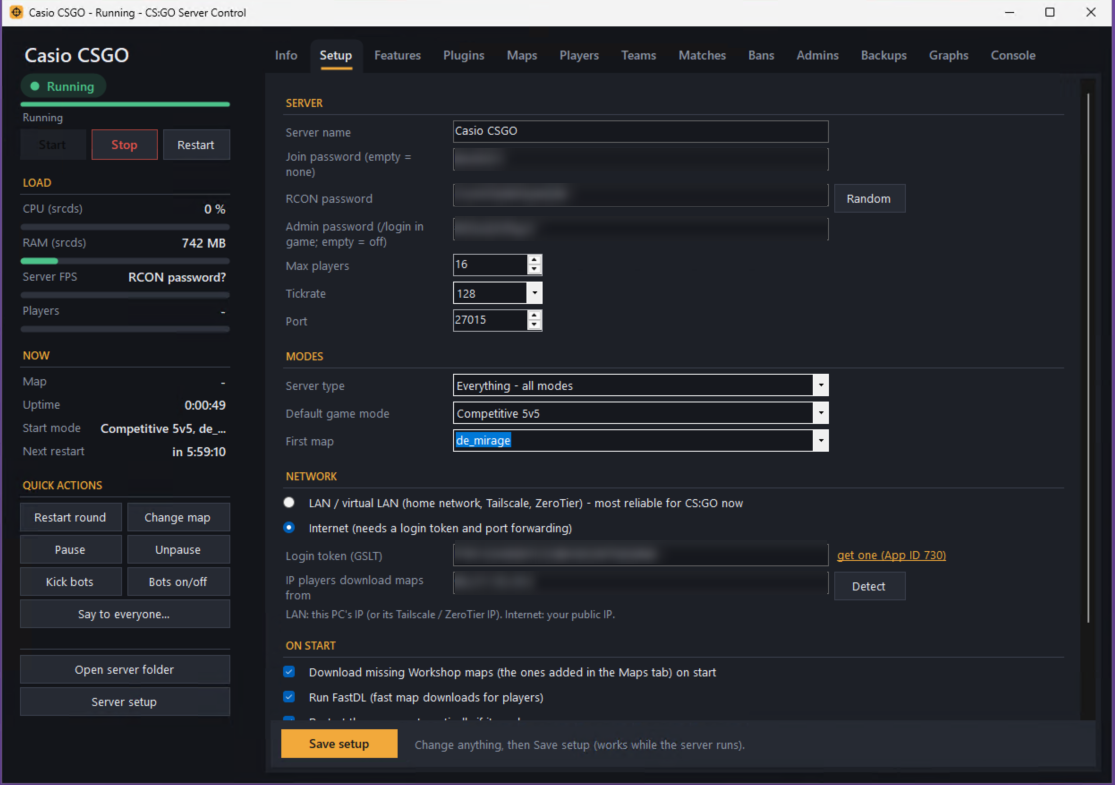 Casio CSGO - Running - CS:GO Server Control
Casio CSGO
Running
Running
Start Stop Restart
LOAD
CPU (srcds) 0 %
RAM (srcds) 742 MB
Server FPS RCON password?
Players -
NOW
Map -
Uptime 0:00:49
Start mode Competitive 5v5, de_...
Next restart in 5:59:10
QUICK ACTIONS
Restart round Change map
Pause Unpause
Kick bots Bots on/off
Say to everyone...
Open server folder
Server setup
Info Setup Features Plugins Maps Players Teams Matches Bans Admins Backups Graphs Console
SERVER
Server name Casio CSGO
Join password (empty =
none)
RCON password Random
Admin password (/login in
game; empty = off)
Max players 16
Tickrate 128
Port 27015
MODES
Server type Everything - all modes
Default game mode Competitive 5v5
First map de_mirage
NETWORK
LAN / virtual LAN (home network, Tailscale, ZeroTier) - most reliable for CS:GO now
Internet (needs a login token and port forwarding)
Login token (GSLT) get one (App ID 730)
IP players download maps
from Detect
LAN: this PC's IP (or its Tailscale / ZeroTier IP). Internet: your public IP.
ON START
Download missing Workshop maps (the ones added in the Maps tab) on start
Run FastDL (fast map downloads for players)
Save setup Change anything, then Save setup (works while the server runs).